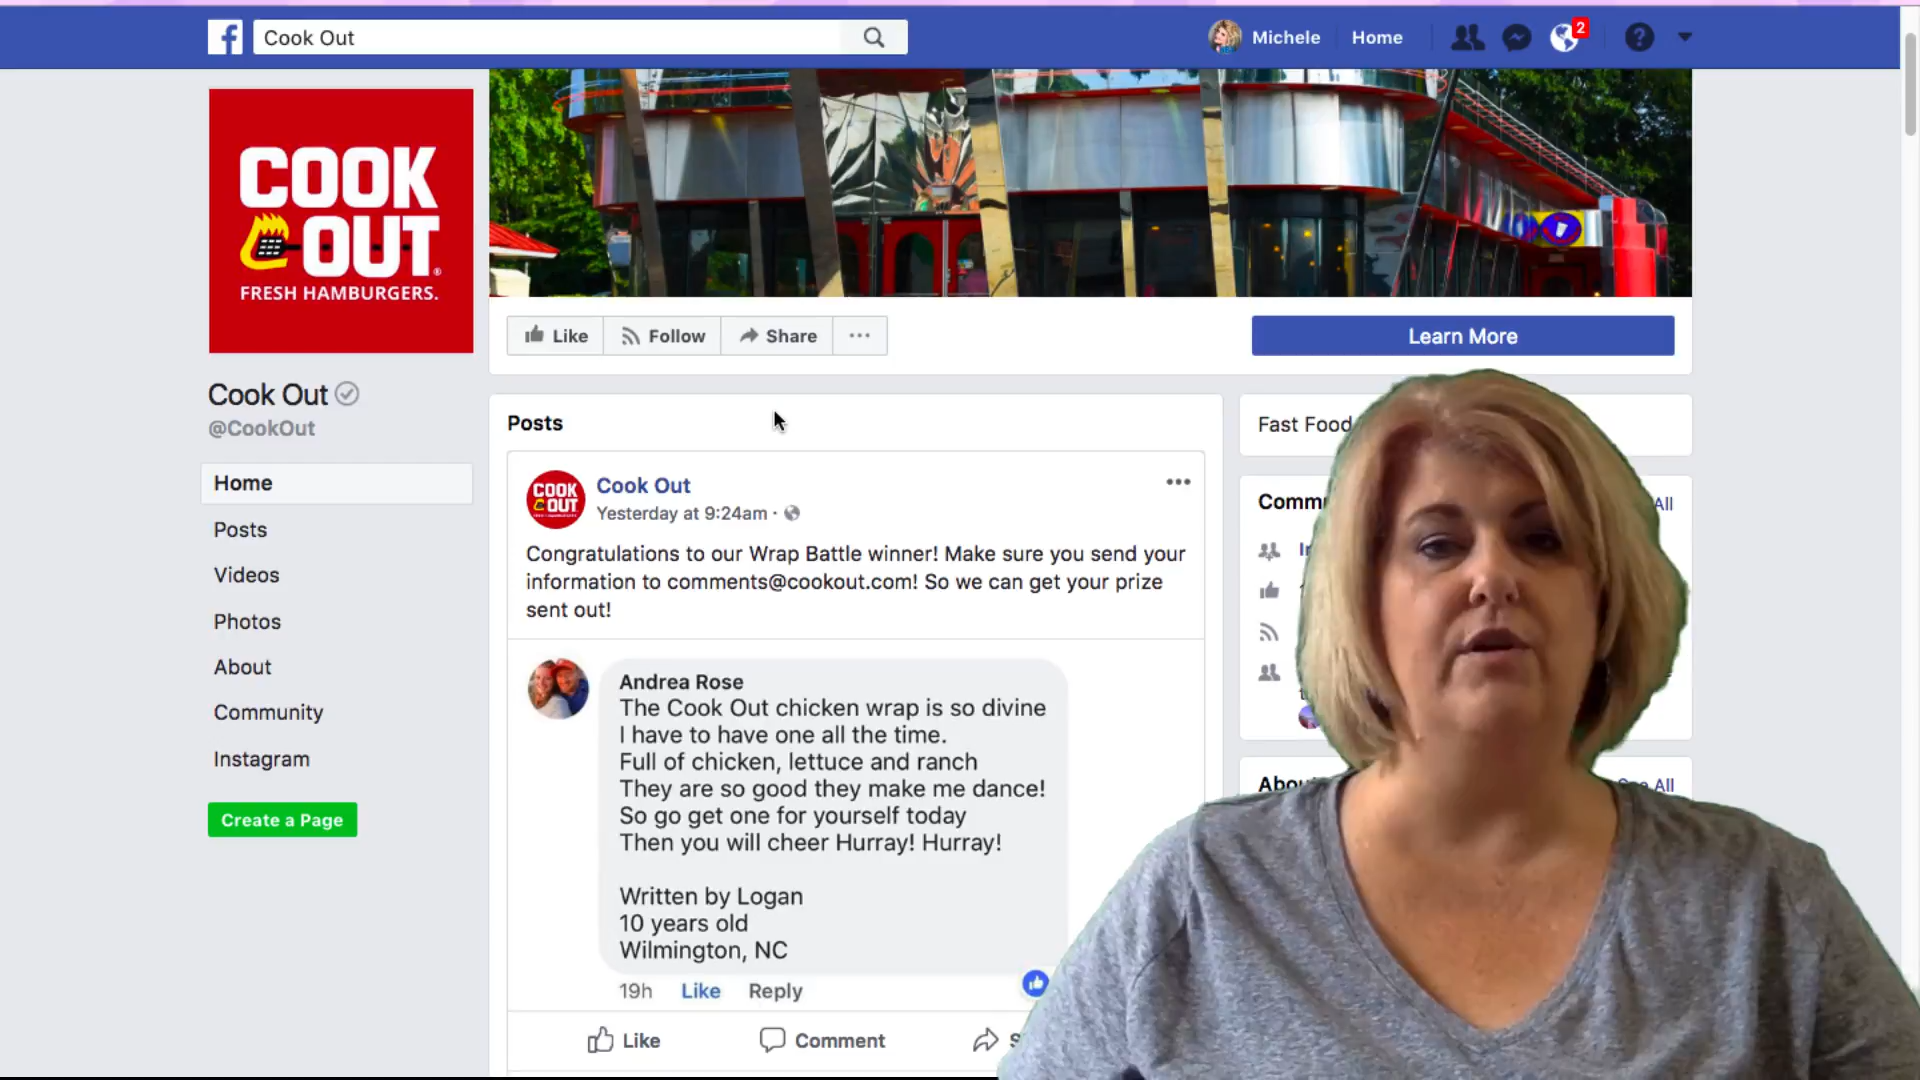 Cook Out
Michele
Home
2
COOK
OUT
FRESH HAMBURGERS.
Like
Follow
Share
Learn More
Cook Out
@CookOut
Home
Posts
Videos
Photos
About
Community
Instagram
Create a Page
Posts
Cook Out
Yesterday at 9:24am ·
Congratulations to our Wrap Battle winner! Make sure you send your
information to comments@cookout.com! So we can get your prize
sent out!
Andrea Rose
The Cook Out chicken wrap is so divine
I have to have one all the time.
Full of chicken, lettuce and ranch
They are so good they make me dance!
So go get one for yourself today
Then you will cheer Hurray! Hurray!
Written by Logan
10 years old
Wilmington, NC
19h Like Reply
Like
Comment
Fast Food
All
See All
COOK
OUT